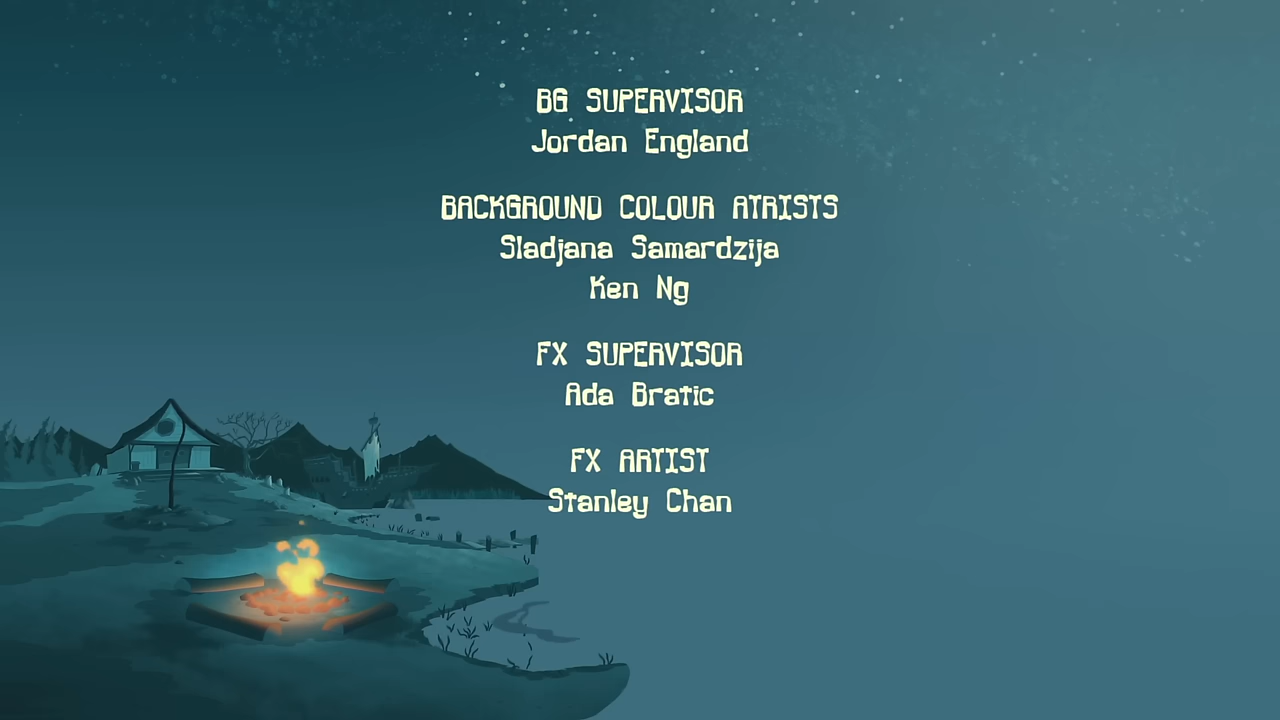 BG SUPERVISOR
Jordan England
BACKGROUND COLOUR ATRISTS
Sladjana Samardzija
Ken Ng
FX SUPERVISOR
Ada Bratic
FX ARTIST
Stanley Chan